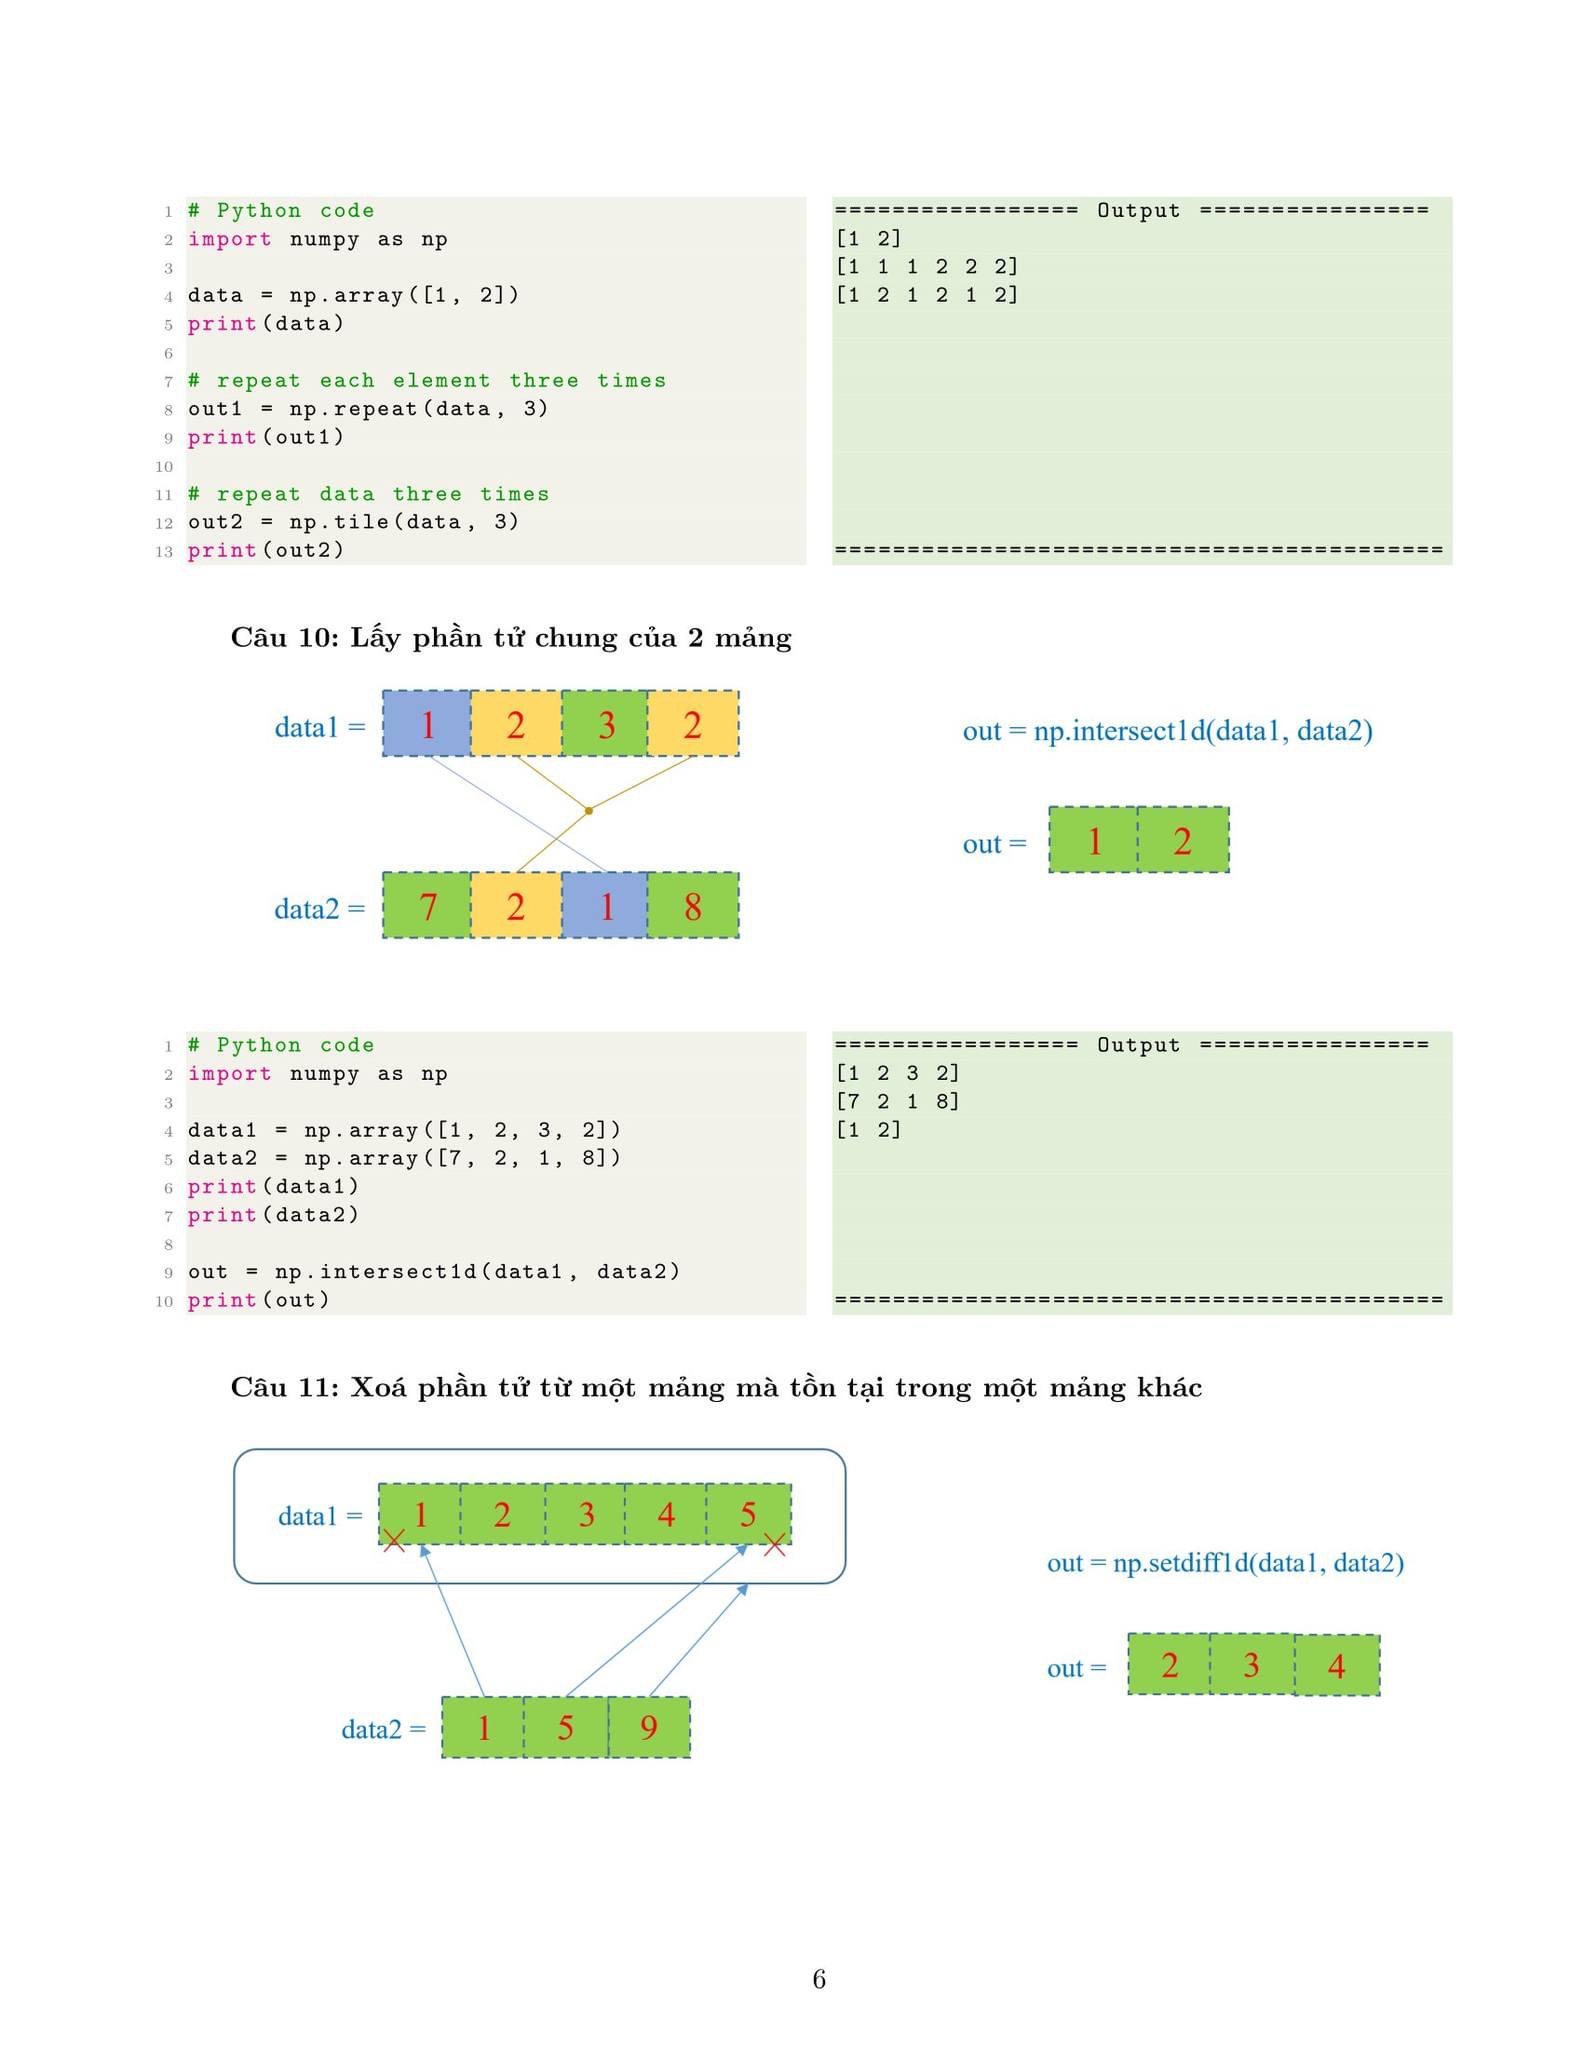 1 # Python code
2 import numpy as np
3
4 data = np.array([1, 2])
5 print(data)
6
7 # repeat each element three times
8 out1 = np.repeat(data, 3)
9 print(out1)
10
11 # repeat data three times
12 out2 = np.tile(data, 3)
13 print(out2)
================= Output ================
[1 2]
[1 1 1 2 2 2]
[1 2 1 2 1 2]
==========================================
Câu 10: Lấy phần tử chung của 2 mảng
data1 = 1 2 3 2
data2 = 7 2 1 8
out = np.intersect1d(data1, data2)
out = 1 2
1 # Python code
2 import numpy as np
3
4 data1 = np.array([1, 2, 3, 2])
5 data2 = np.array([7, 2, 1, 8])
6 print(data1)
7 print(data2)
8
9 out = np.intersect1d(data1, data2)
10 print(out)
================= Output ================
[1 2 3 2]
[7 2 1 8]
[1 2]
==========================================
Câu 11: Xoá phần tử từ một mảng mà tồn tại trong một mảng khác
data1 = 1 2 3 4 5
data2 = 1 5 9
out = np.setdiff1d(data1, data2)
out = 2 3 4
6